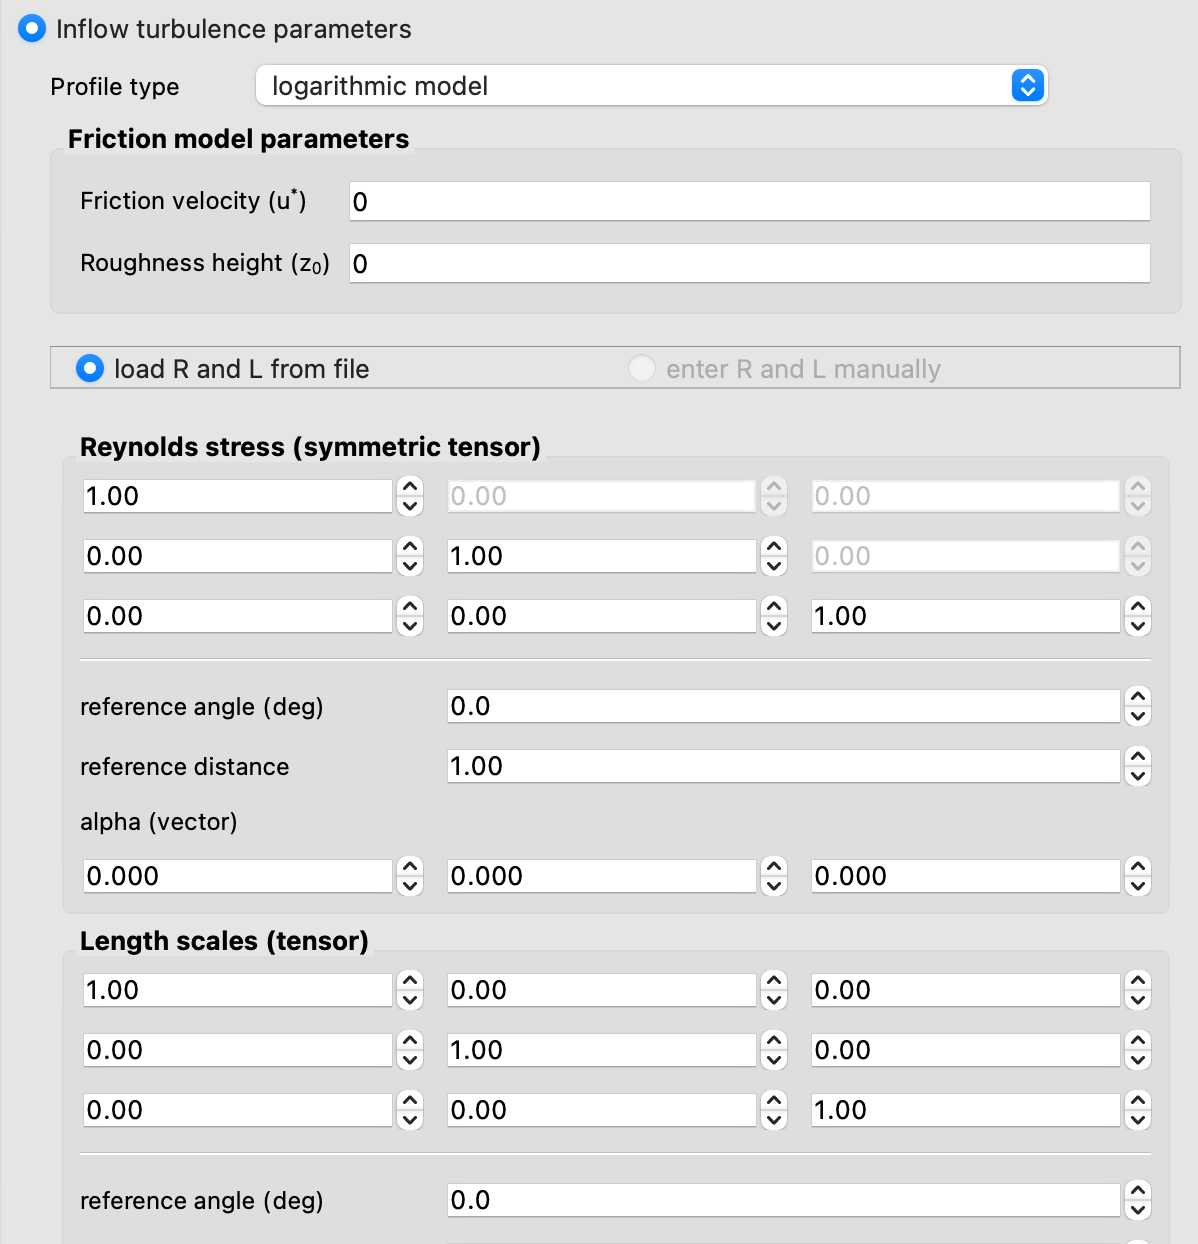 Inflow turbulence parameters
Profile type logarithmic model
Friction model parameters
Friction velocity (u*) 0
Roughness height (z₀) 0
load R and L from file enter R and L manually
Reynolds stress (symmetric tensor)
1.00 0.00 0.00
0.00 1.00 0.00
0.00 0.00 1.00
reference angle (deg) 0.0
reference distance 1.00
alpha (vector)
0.000 0.000 0.000
Length scales (tensor)
1.00 0.00 0.00
0.00 1.00 0.00
0.00 0.00 1.00
reference angle (deg) 0.0